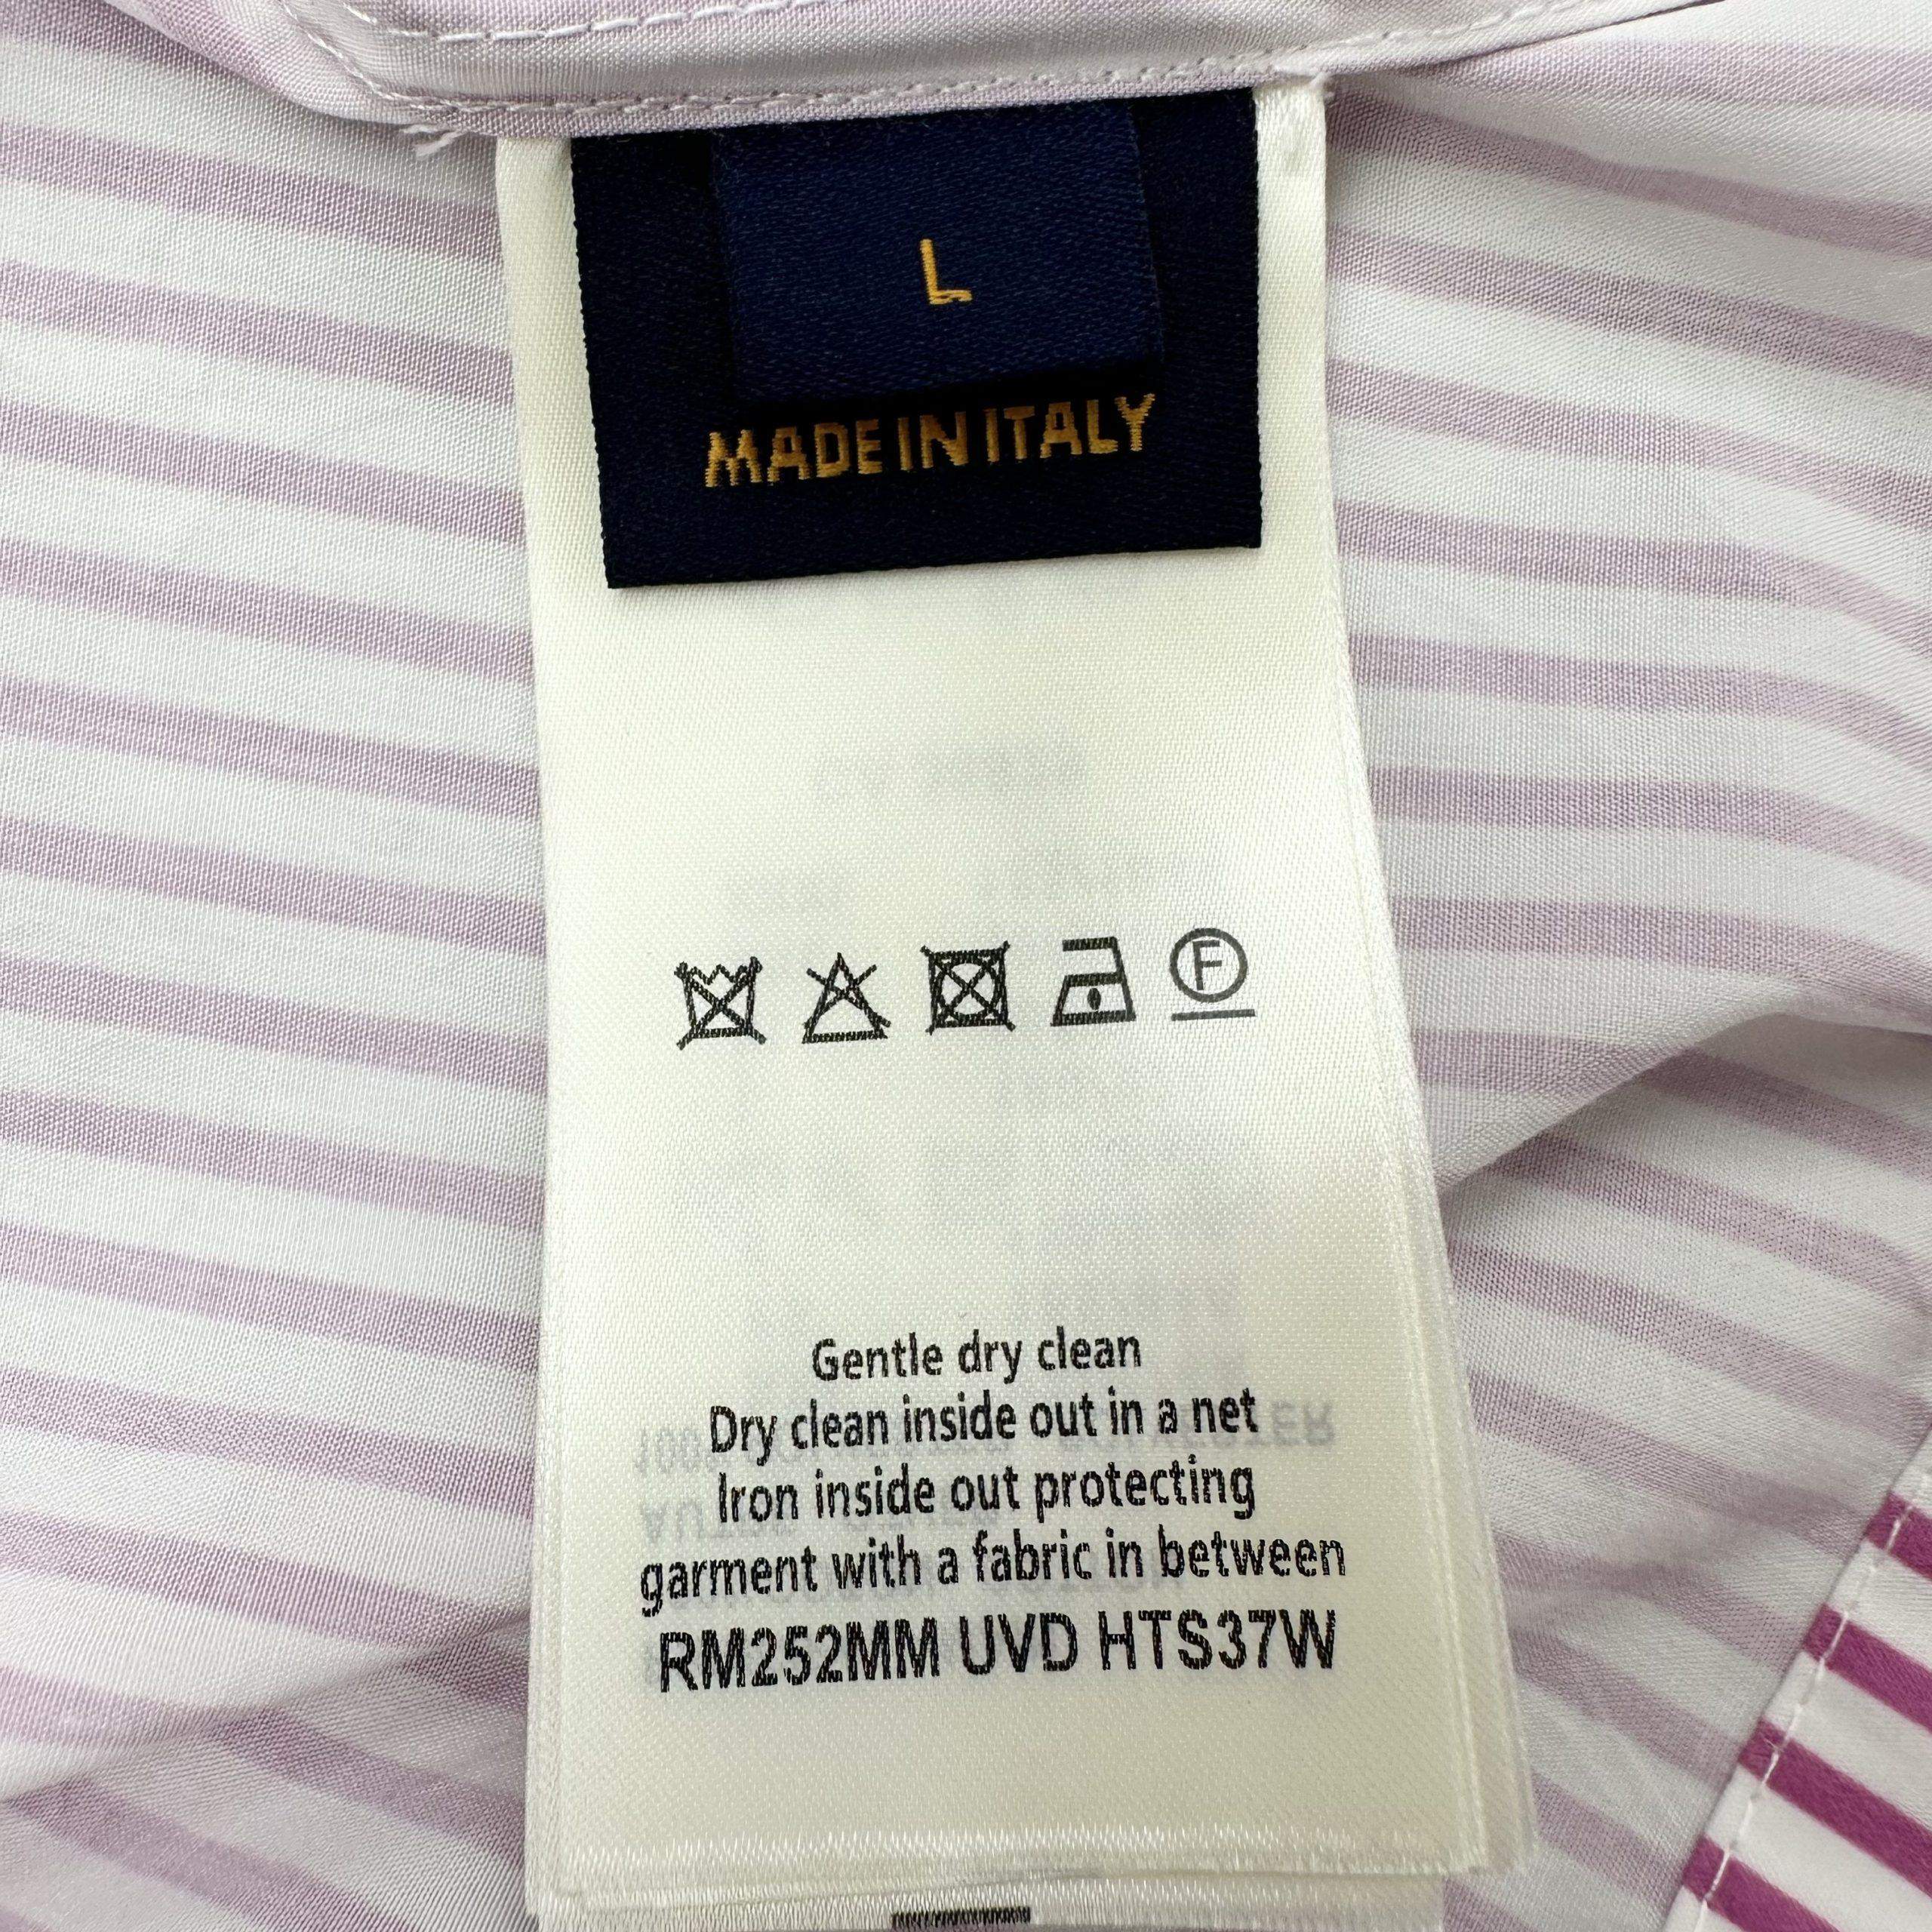 L
MADE IN ITALY
F
Gentle dry clean
Dry clean inside out in a net
Iron inside out protecting
garment with a fabric in between
RM252MM UVD HTS37W